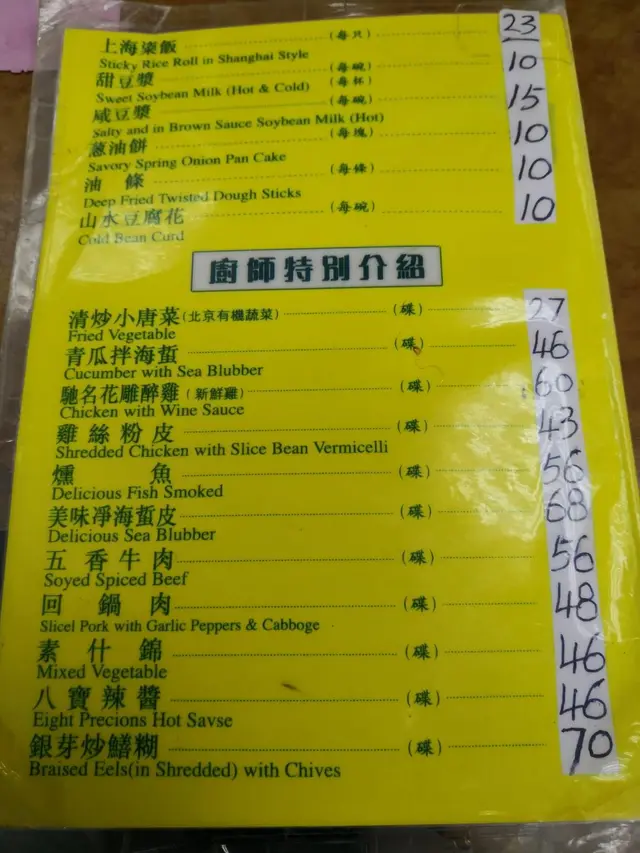 上海粢飯 (每只) 23
Sticky Rice Roll in Shanghai Style
甜豆漿 (每碗)(每杯) 10
Sweet Soybean Milk (Hot & Cold)
咸豆漿 (每碗) 15
Salty and in Brown Sauce Soybean Milk (Hot)
蔥油餅 (每塊) 10
Savory Spring Onion Pan Cake
油條 (每條) 10
Deep Fried Twisted Dough Sticks
山水豆腐花 (每碗) 10
Cold Bean Curd
廚師特別介紹
清炒小唐菜(北京有機蔬菜) (碟) 27
Fried Vegetable
青瓜拌海蜇 (碟) 46
Cucumber with Sea Blubber
馳名花雕醉雞(新鮮雞) (碟) 60
Chicken with Wine Sauce
雞絲粉皮 (碟) 43
Shredded Chicken with Slice Bean Vermicelli
燻魚 (碟) 56
Delicious Fish Smoked
美味凈海蜇皮 (碟) 68
Delicious Sea Blubber
五香牛肉 (碟) 56
Soyed Spiced Beef
回鍋肉 (碟) 48
Slicel Pork with Garlic Peppers & Cabboge
素什錦 (碟) 46
Mixed Vegetable
八寶辣醬 (碟) 46
Eight Precions Hot Savse
銀芽炒鱔糊 (碟) 70
Braised Eels(in Shredded) with Chives